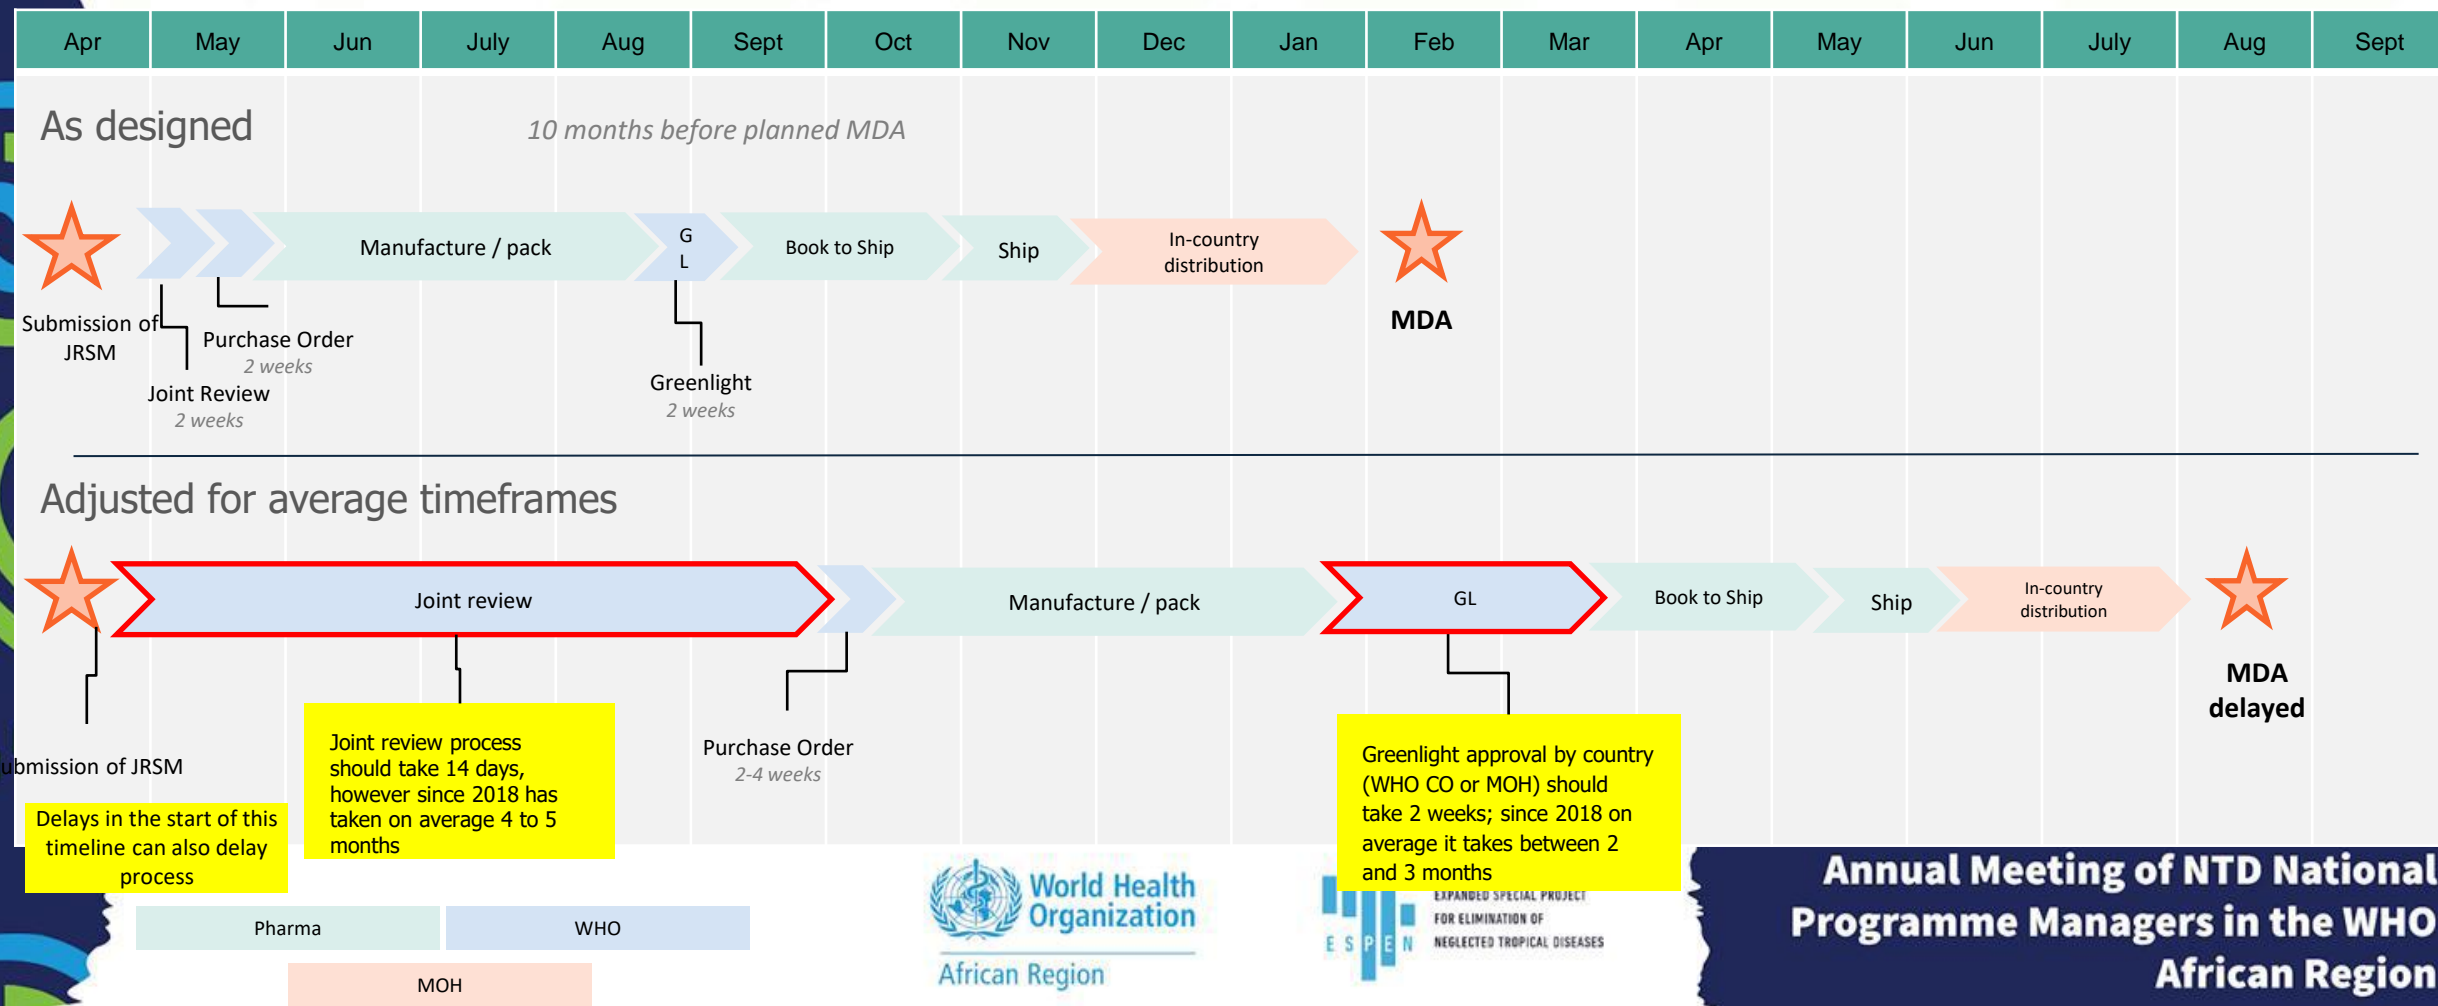 Apr May Jun July Aug Sept Oct Nov Dec Jan Feb Mar Apr May Jun July Aug Sept
As designed
10 months before planned MDA
Manufacture / pack
G
L
Book to Ship
Ship
In-country
distribution
Submission of
JRSM
Purchase Order
2 weeks
Joint Review
2 weeks
Greenlight
2 weeks
MDA
Adjusted for average timeframes
Joint review
Manufacture / pack
GL
Book to Ship
Ship
In-country
distribution
MDA
delayed
ubmission of JRSM
Delays in the start of this
timeline can also delay
process
Joint review process
should take 14 days,
however since 2018 has
taken on average 4 to 5
months
Purchase Order
2-4 weeks
Greenlight approval by country
(WHO CO or MOH) should
take 2 weeks; since 2018 on
average it takes between 2
and 3 months
Pharma
WHO
MOH
World Health
Organization
African Region
ESPEN
EXPANDED SPECIAL PROJECT
FOR ELIMINATION OF
NEGLECTED TROPICAL DISEASES
Annual Meeting of NTD National
Programme Managers in the WHO
African Region